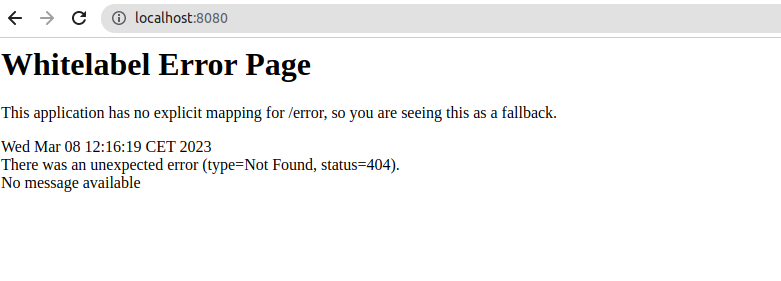 localhost:8080
Whitelabel Error Page
This application has no explicit mapping for /error, so you are seeing this as a fallback.
Wed Mar 08 12:16:19 CET 2023
There was an unexpected error (type=Not Found, status=404).
No message available